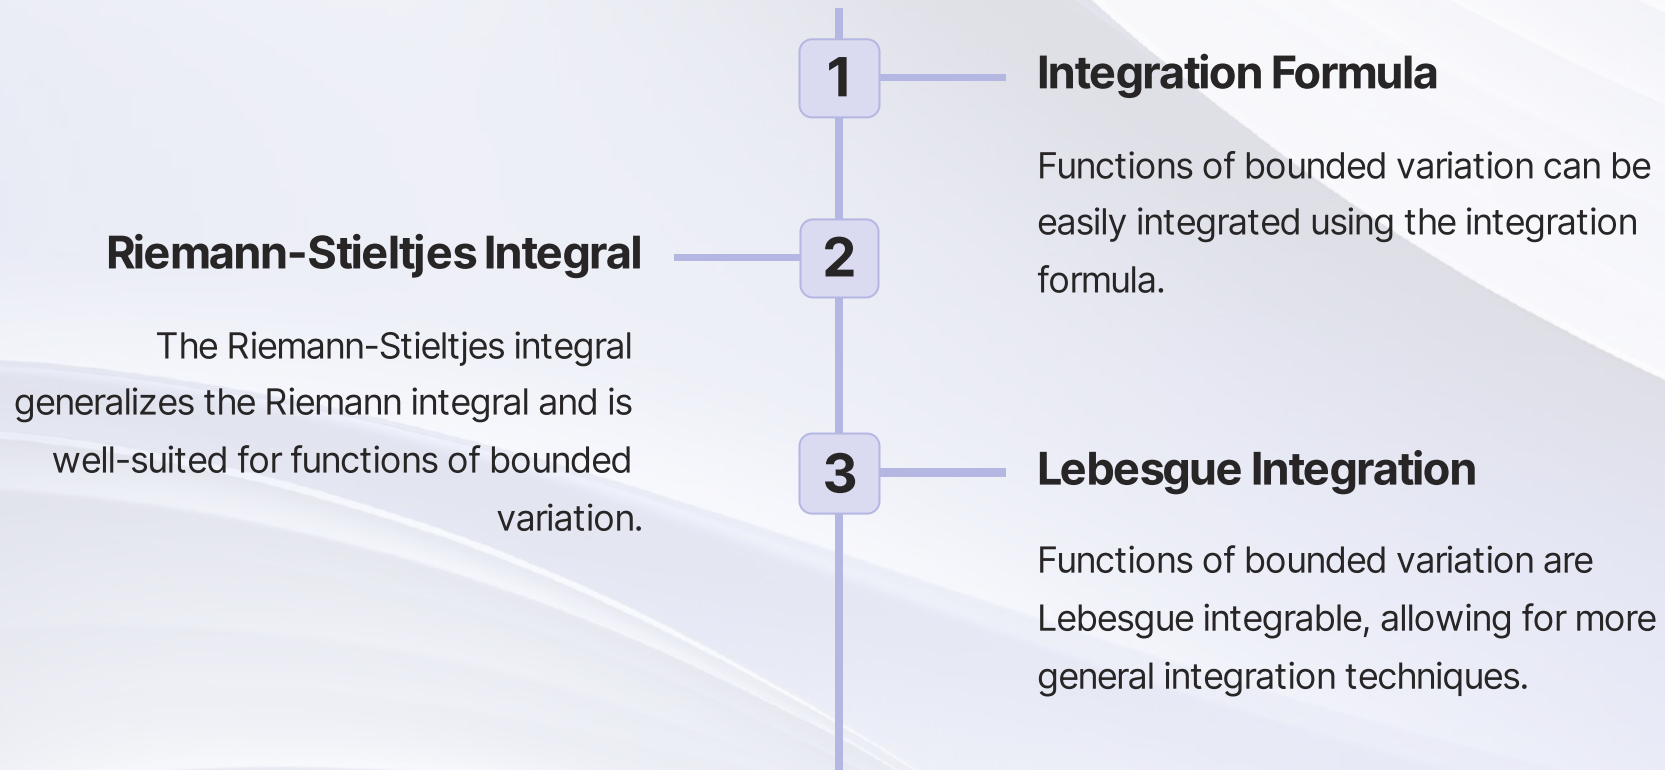 1
Integration Formula
Functions of bounded variation can be
easily integrated using the integration
formula.
2
Riemann-Stieltjes Integral
The Riemann-Stieltjes integral
generalizes the Riemann integral and is
well-suited for functions of bounded
variation.
3
Lebesgue Integration
Functions of bounded variation are
Lebesgue integrable, allowing for more
general integration techniques.